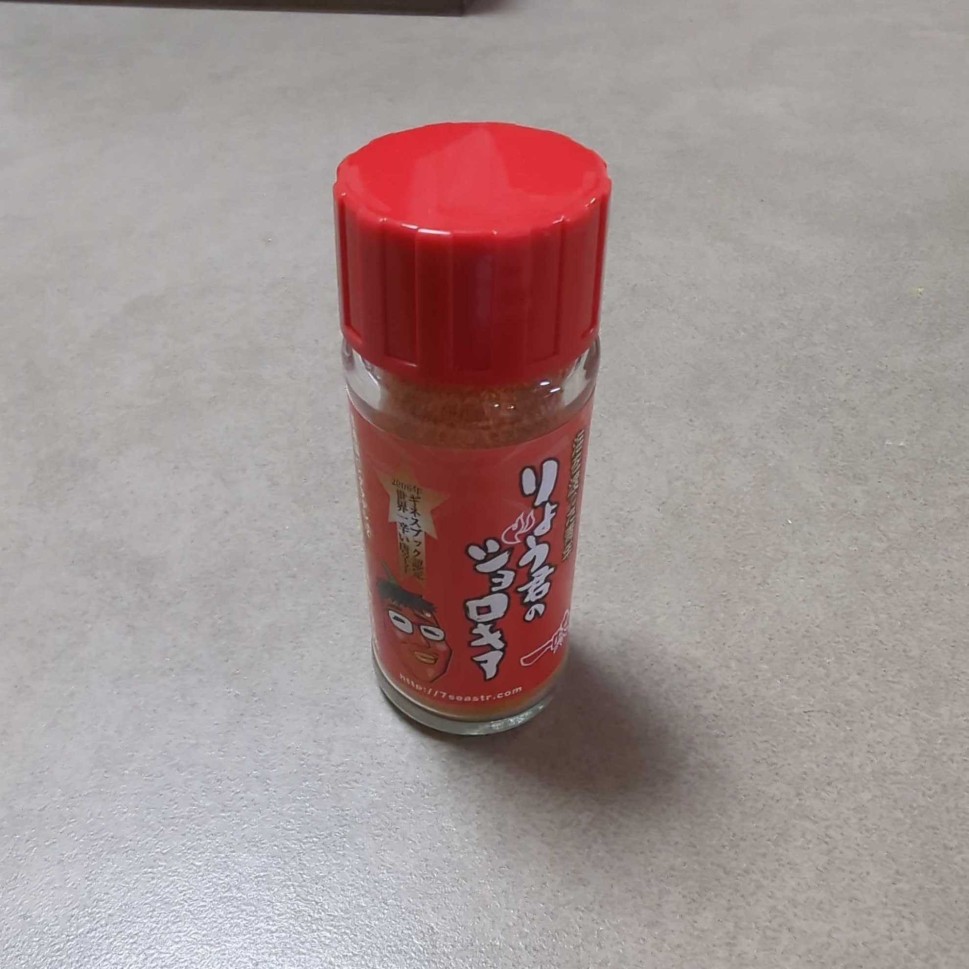 りょう君の
ジョロキア
2006年ギネスブック認定
世界一辛い唐辛子
http://7seastr.com